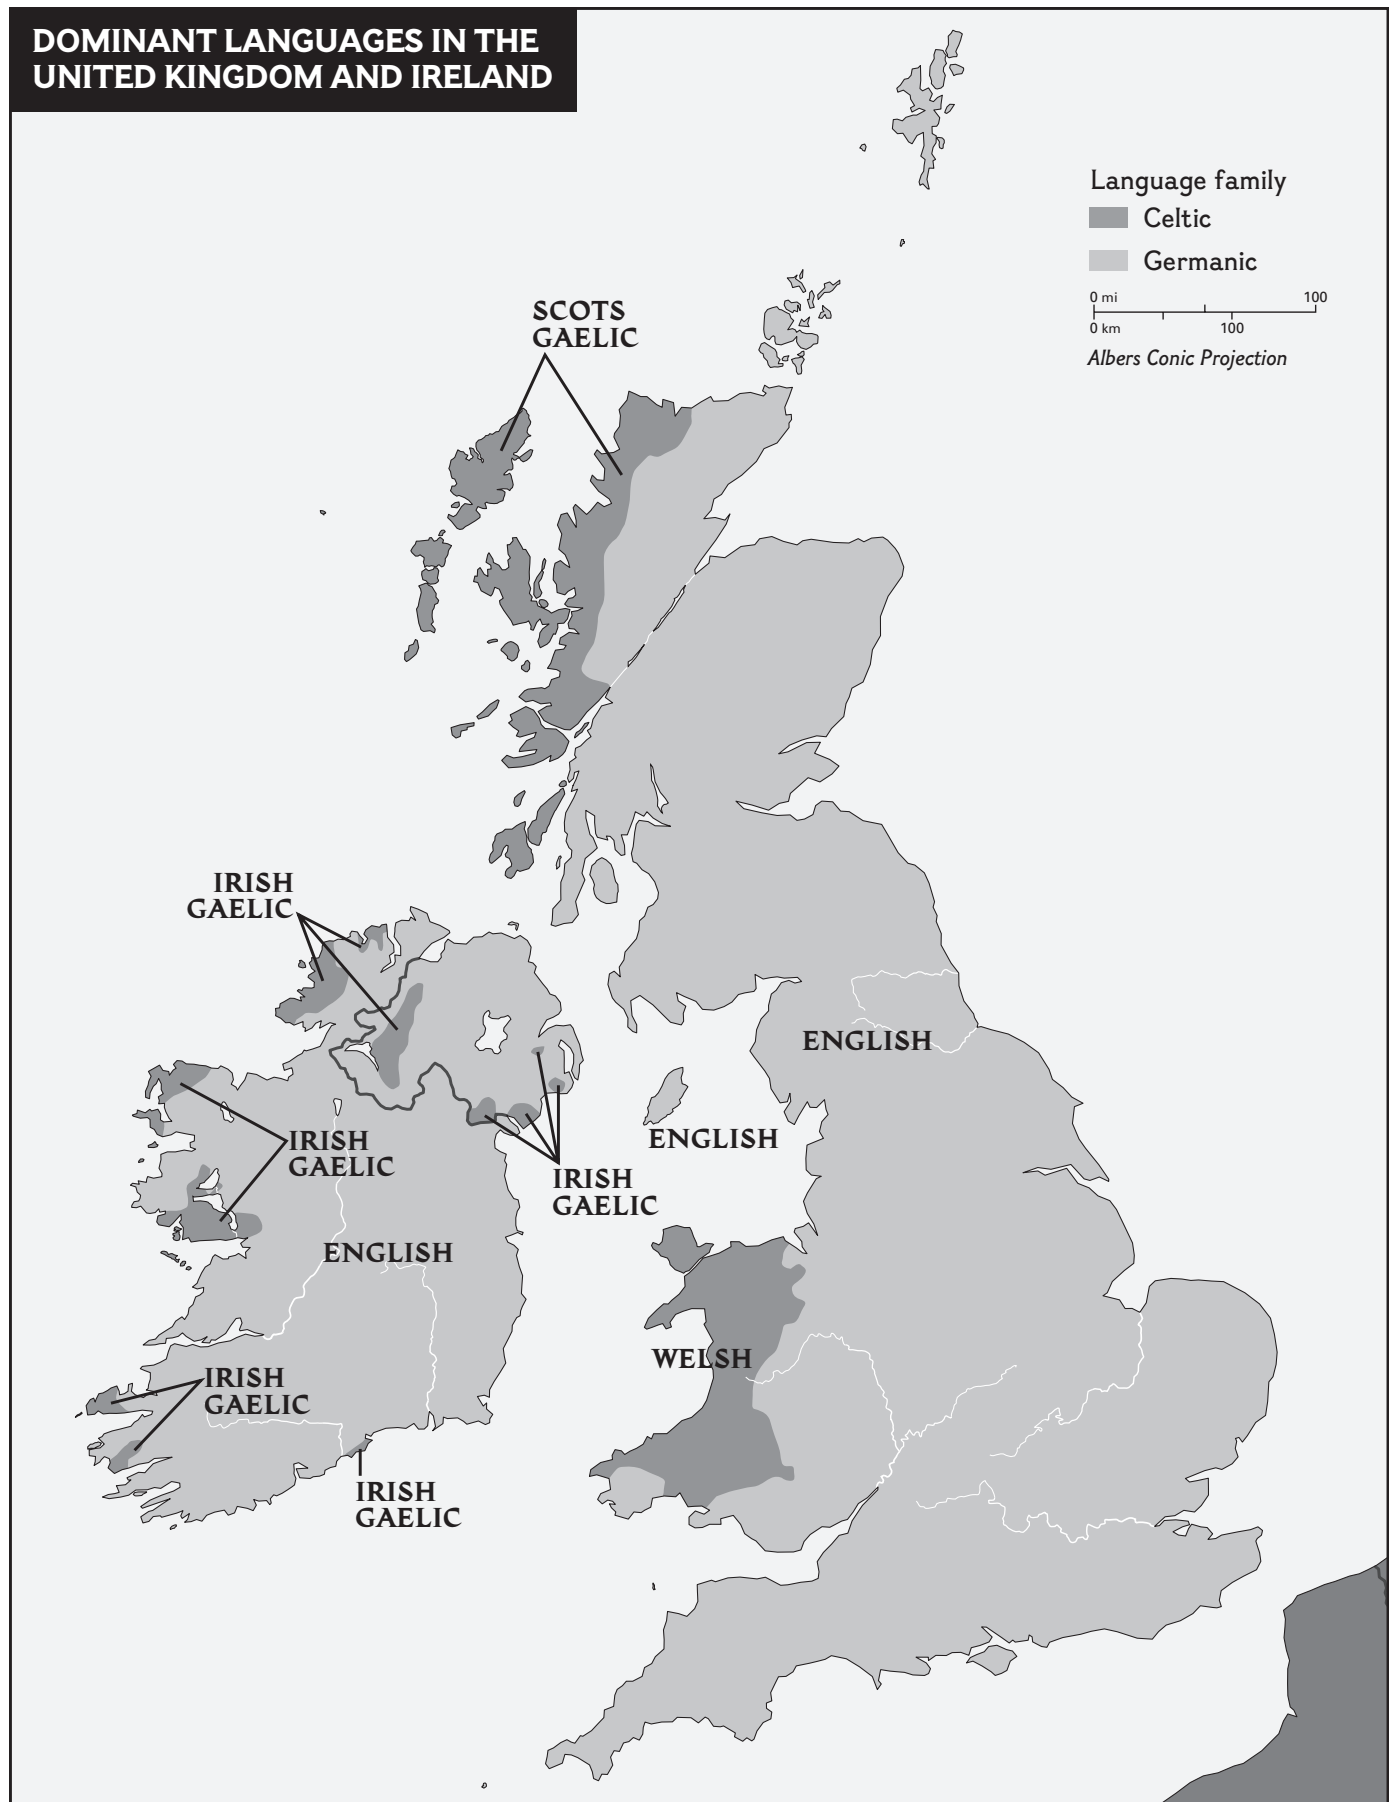 DOMINANT LANGUAGES IN THE
UNITED KINGDOM AND IRELAND
Language family
Celtic
Germanic
0 mi 100
0 km 100
Albers Conic Projection
SCOTS
GAELIC
IRISH
GAELIC
ENGLISH
ENGLISH
IRISH
GAELIC
IRISH
GAELIC
ENGLISH
WELSH
IRISH
GAELIC
IRISH
GAELIC